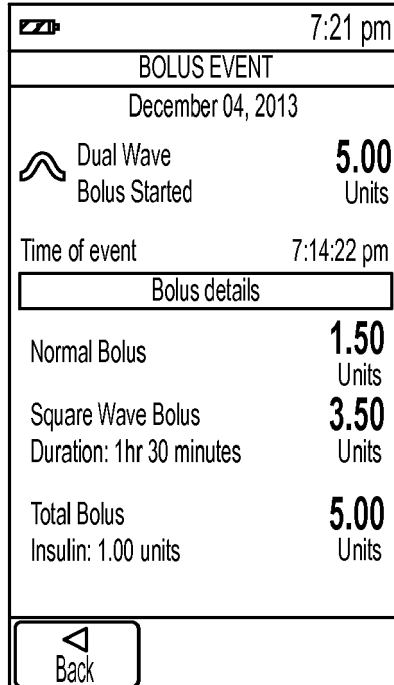 7:21 pm
BOLUS EVENT
December 04, 2013
Dual Wave 5.00
Bolus Started Units
Time of event 7:14:22 pm
Bolus details
Normal Bolus 1.50
Units
Square Wave Bolus 3.50
Duration: 1hr 30 minutes Units
Total Bolus 5.00
Insulin: 1.00 units Units
Back